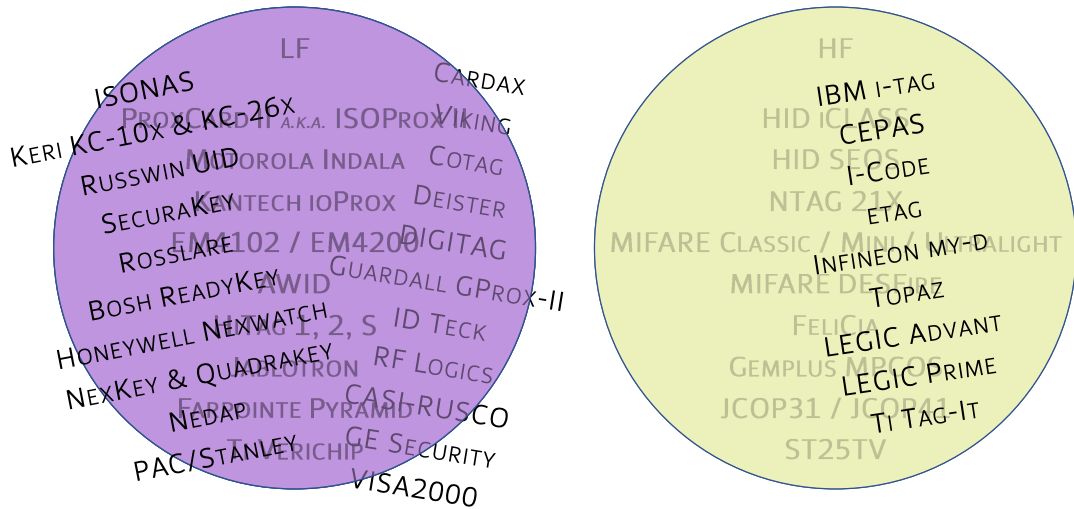 LF
ISONAS
Keri KC-10x & KC-26x
Russwin UID
SecuraKey
Rosslare
Bosh ReadyKey
Honeywell Nexwatch
NexKey & Quadrakey
Nedap
PAC/Stanley
ProxCard II a.k.a. ISOProx II
Motorola Indala
Kantech ioProx
EM4102 / EM4200
AWID
HiTag 1, 2, S
Jablotron
Farpointe Pyramid
Ti Verichip
Cardax
Viking
Cotag
Deister
DIGITAG
Guardall GProx-II
ID Teck
RF Logics
CASI-RUSCO
GE Security
VISA2000
HF
HID iCLASS
HID SEOS
NTAG 21X
MIFARE Classic / Mini / Ultralight
MIFARE DESFire
FeliCia
Gemplus MPCOS
JCOP31 / JCOP41
ST25TV
IBM i-tag
CEPAS
I-Code
etag
Infineon my-d
Topaz
LEGIC Advant
LEGIC Prime
Ti Tag-It